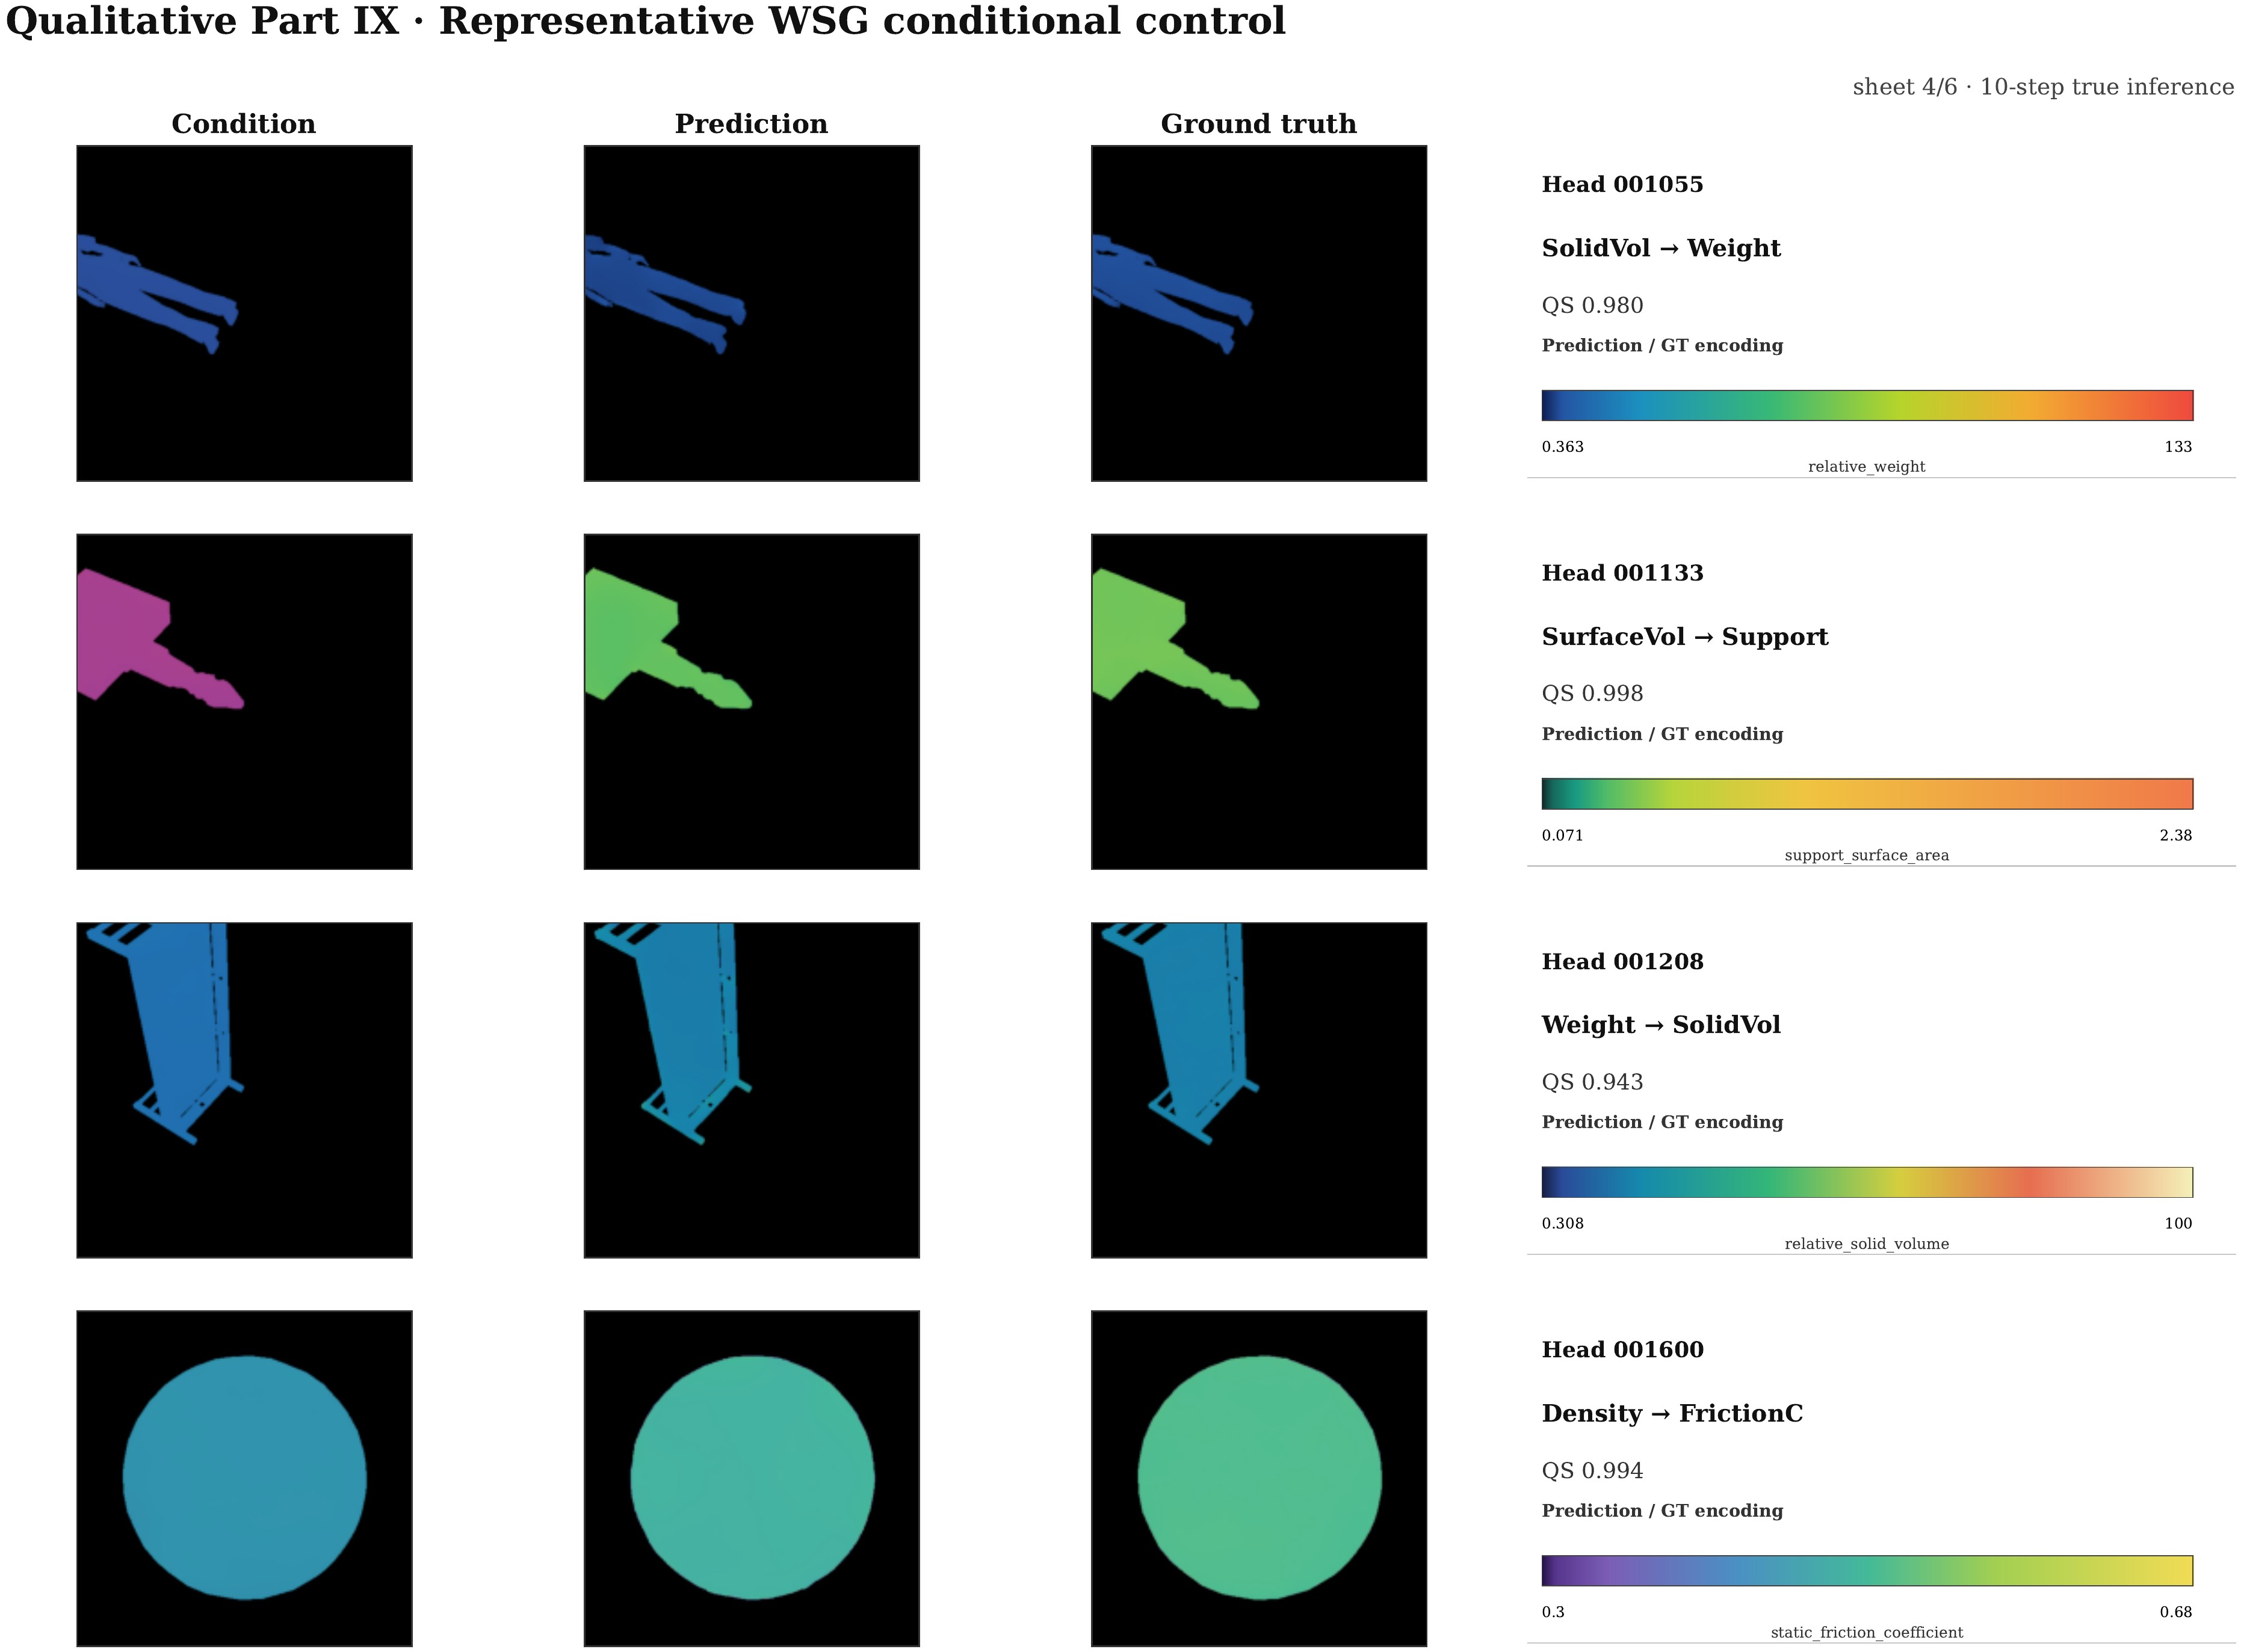 Qualitative Part IX · Representative WSG conditional control
sheet 4/6 · 10-step true inference
Condition
Prediction
Ground truth
Head 001055
SolidVol → Weight
QS 0.980
Prediction / GT encoding
0.363
133
relative_weight
Head 001133
SurfaceVol → Support
QS 0.998
Prediction / GT encoding
0.071
2.38
support_surface_area
Head 001208
Weight → SolidVol
QS 0.943
Prediction / GT encoding
0.308
100
relative_solid_volume
Head 001600
Density → FrictionC
QS 0.994
Prediction / GT encoding
0.3
0.68
static_friction_coefficient